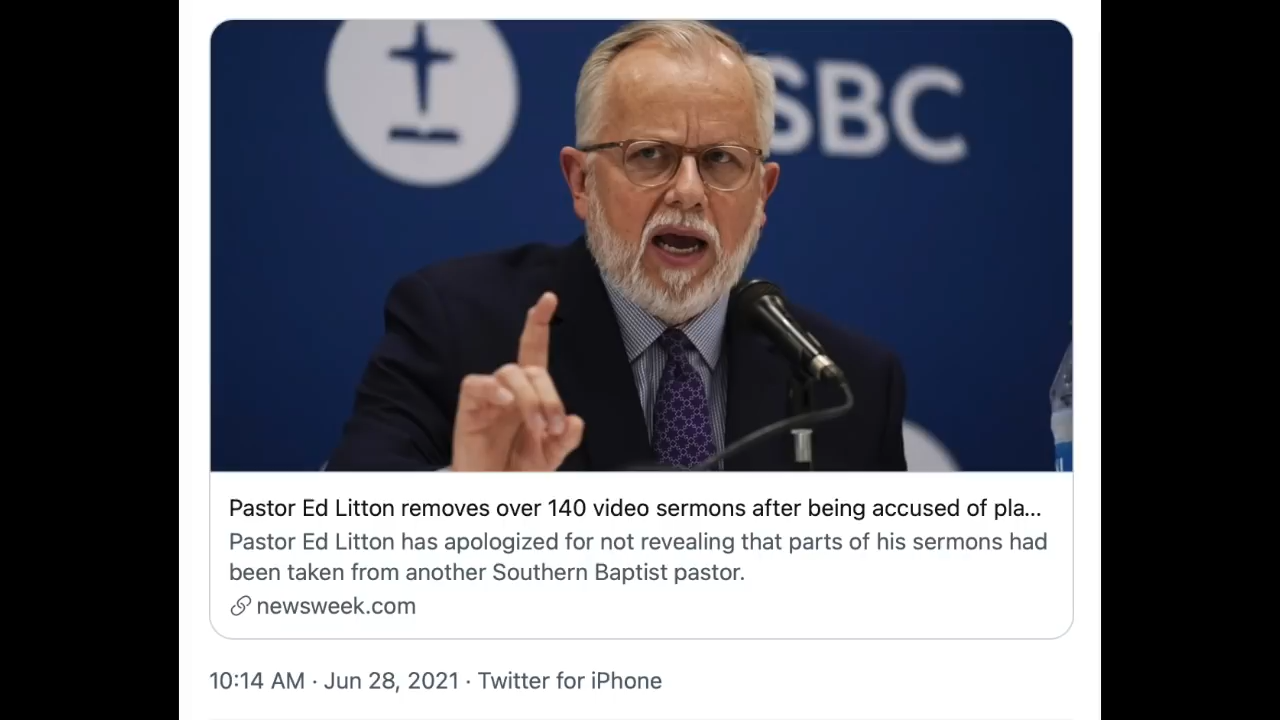 SBC
Pastor Ed Litton removes over 140 video sermons after being accused of pla...
Pastor Ed Litton has apologized for not revealing that parts of his sermons had
been taken from another Southern Baptist pastor.
newsweek.com
10:14 AM · Jun 28, 2021 · Twitter for iPhone